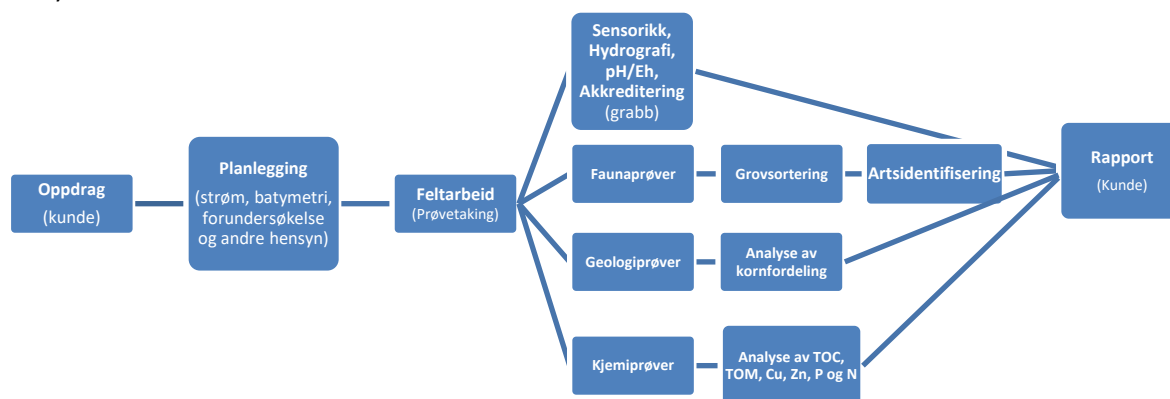 Oppdrag
(kunde)
Planlegging
(strøm, batymetri,
forundersøkelse
og andre hensyn)
Feltarbeid
(Prøvetaking)
Sensorikk,
Hydrografi,
pH/Eh,
Akkreditering
(grabb)
Faunaprøver
Grovsortering
Artsidentifisering
Geologiprøver
Analyse av
kornfordeling
Kjemiprøver
Analyse av TOC,
TOM, Cu, Zn, P og N
Rapport
(Kunde)